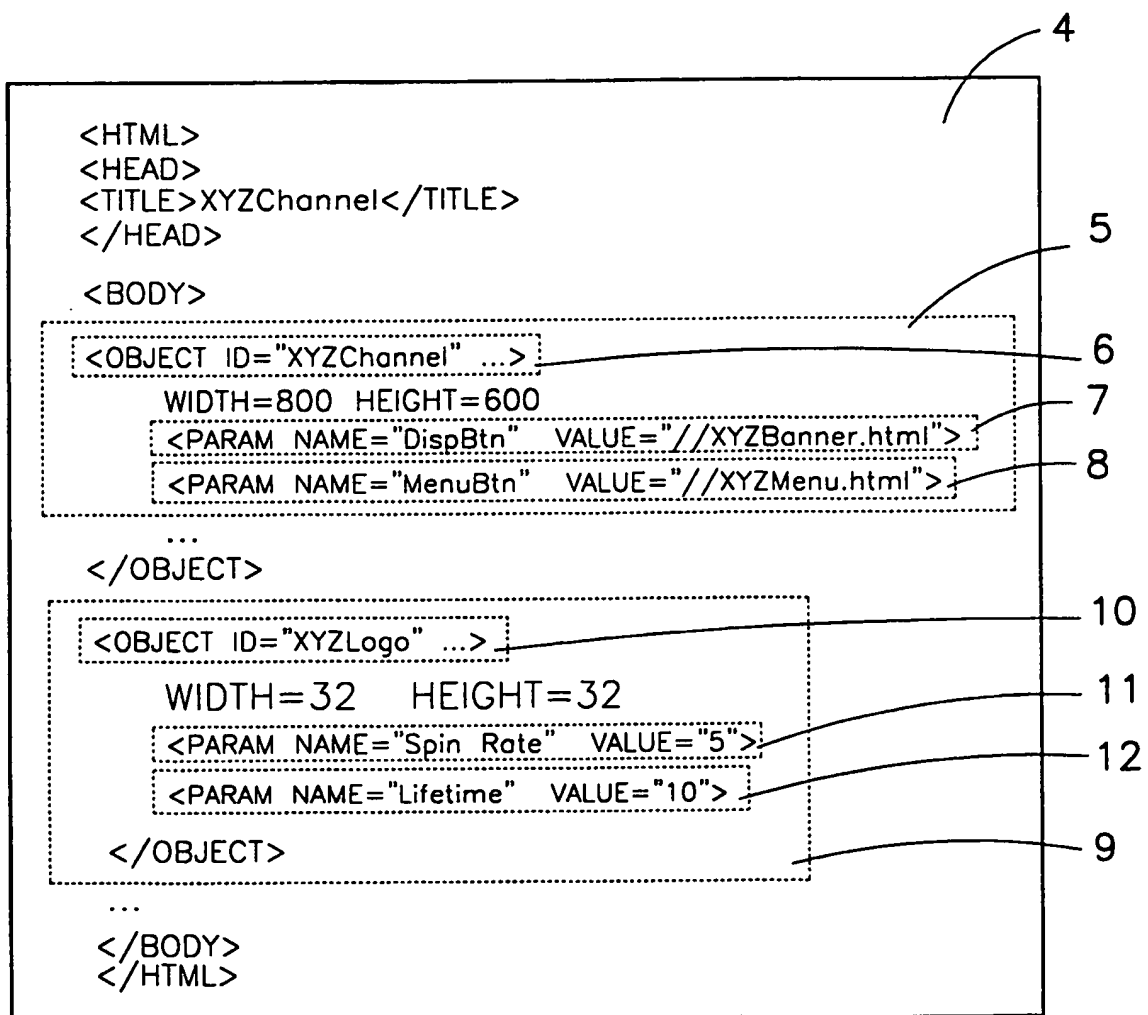 4
<HTML>
<HEAD>
<TITLE>XYZChannel</TITLE>
</HEAD>
5
<BODY>
<OBJECT ID="XYZChannel" ...>
6
WIDTH=800 HEIGHT=600
7
<PARAM NAME="DispBtn" VALUE="//XYZBanner.html">
<PARAM NAME="MenuBtn" VALUE="//XYZMenu.html">
8
...
</OBJECT>
<OBJECT ID="XYZLogo" ...>
10
WIDTH=32 HEIGHT=32
11
<PARAM NAME="Spin Rate" VALUE="5">
<PARAM NAME="Lifetime" VALUE="10">
12
</OBJECT>
9
...
</BODY>
</HTML>